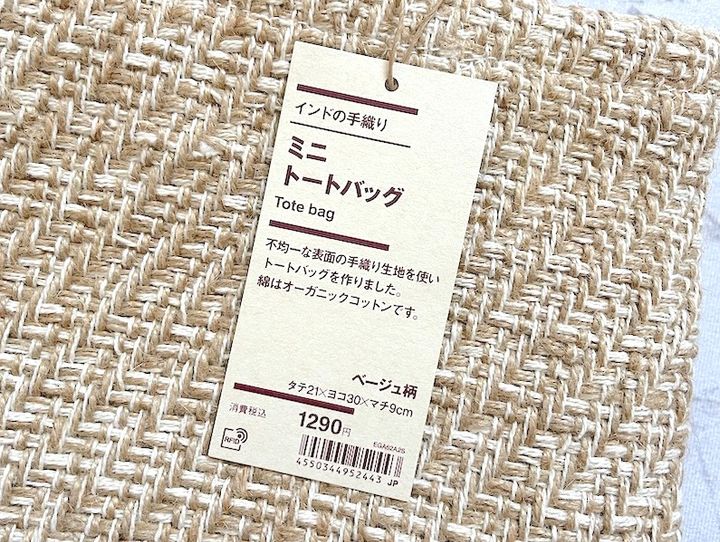 インドの手織り
ミニ
トートバッグ
Tote bag
不均一な表面の手織り生地を使い
トートバッグを作りました。
綿はオーガニックコットンです。
ベージュ柄
タテ21×ヨコ30×マチ9cm
消費税込
1290円
EGA52A2S
RFID
4550344952443 JP